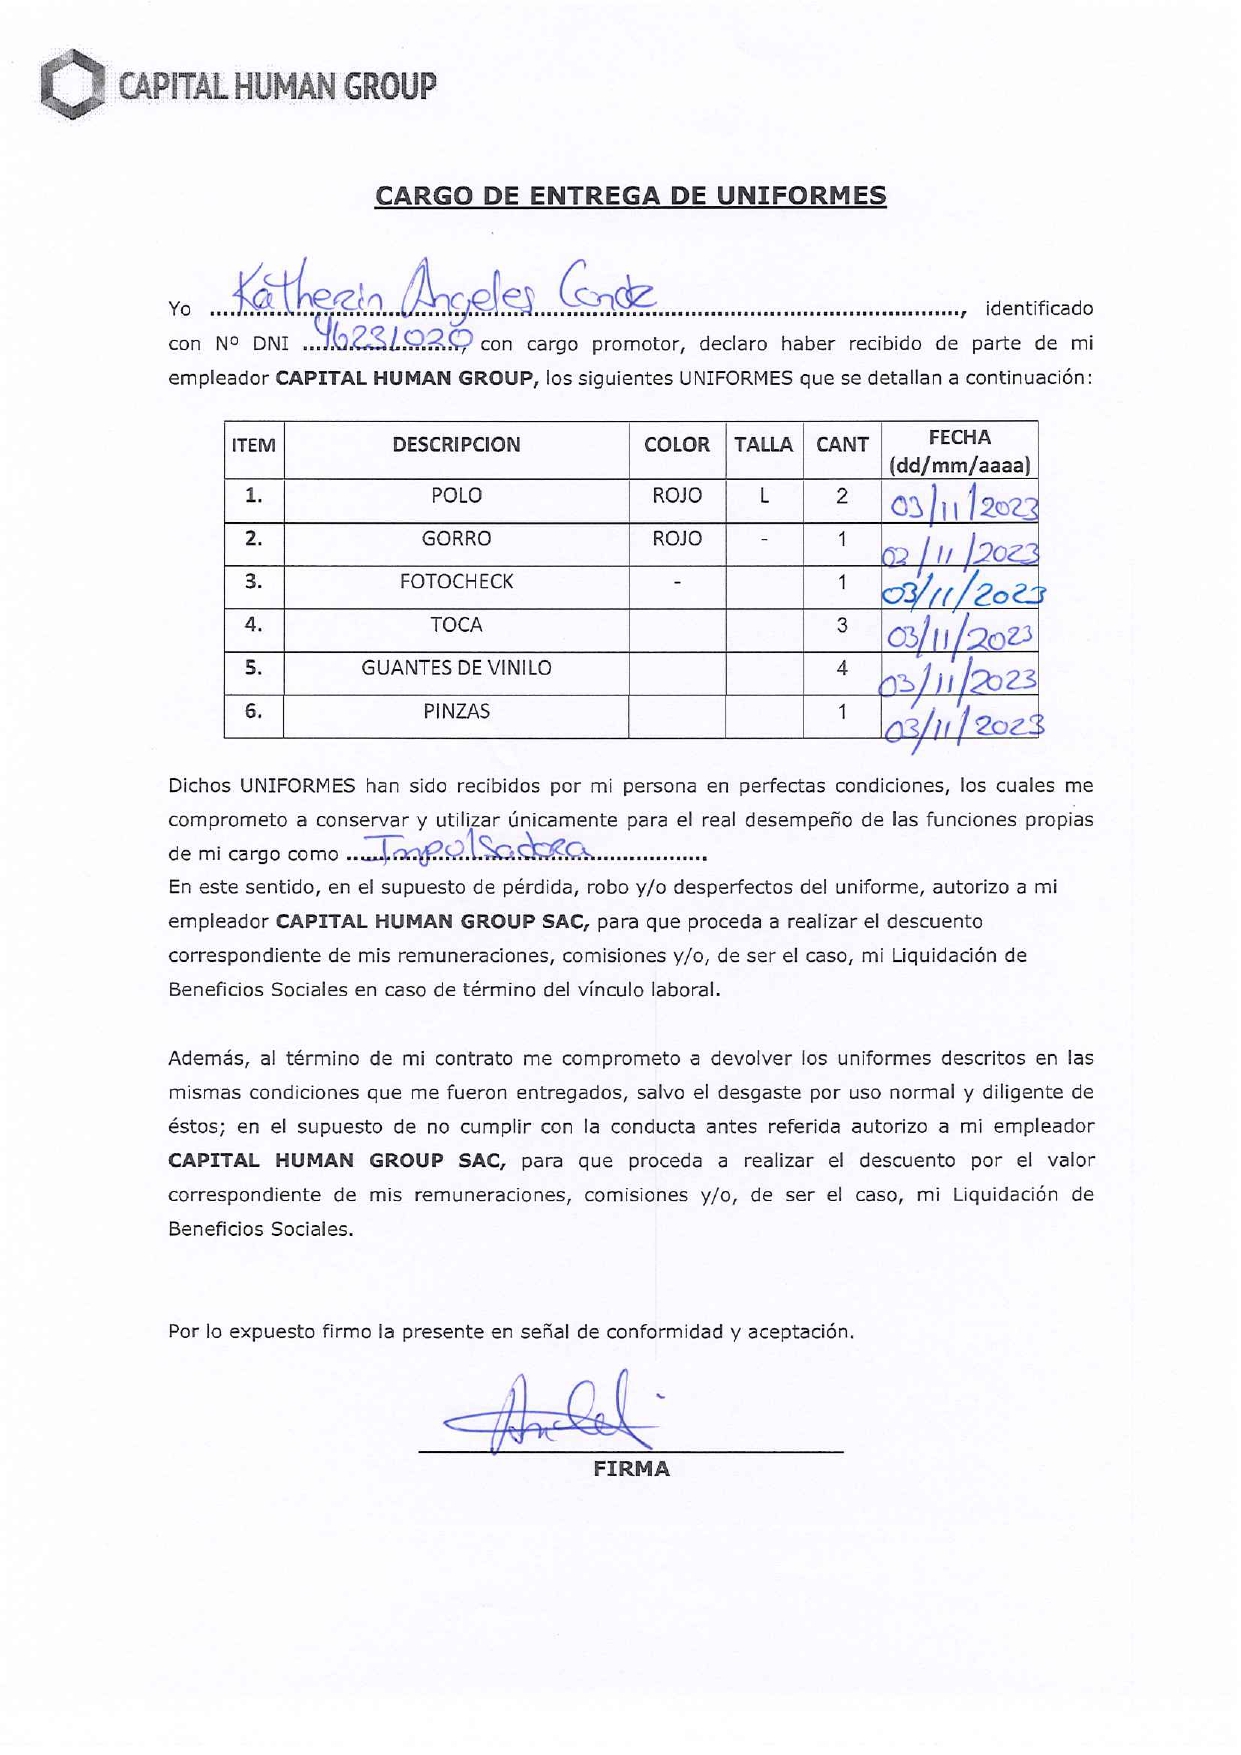 CAPITAL HUMAN GROUP
CARGO DE ENTREGA DE UNIFORMES
Yo Katherin Angeles Conde, identificado
con Nº DNI 46231020, con cargo promotor, declaro haber recibido de parte de mi
empleador CAPITAL HUMAN GROUP, los siguientes UNIFORMES que se detallan a continuación:
ITEM DESCRIPCION COLOR TALLA CANT FECHA (dd/mm/aaaa)
1. POLO ROJO L 2 03/11/2023
2. GORRO ROJO - 1 02/11/2023
3. FOTOCHECK - 1 03/11/2023
4. TOCA 3 03/11/2023
5. GUANTES DE VINILO 4 03/11/2023
6. PINZAS 1 03/11/2023
Dichos UNIFORMES han sido recibidos por mi persona en perfectas condiciones, los cuales me
comprometo a conservar y utilizar únicamente para el real desempeño de las funciones propias
de mi cargo como Impulsadora
En este sentido, en el supuesto de pérdida, robo y/o desperfectos del uniforme, autorizo a mi
empleador CAPITAL HUMAN GROUP SAC, para que proceda a realizar el descuento
correspondiente de mis remuneraciones, comisiones y/o, de ser el caso, mi Liquidación de
Beneficios Sociales en caso de término del vínculo laboral.
Además, al término de mi contrato me comprometo a devolver los uniformes descritos en las
mismas condiciones que me fueron entregados, salvo el desgaste por uso normal y diligente de
éstos; en el supuesto de no cumplir con la conducta antes referida autorizo a mi empleador
CAPITAL HUMAN GROUP SAC, para que proceda a realizar el descuento por el valor
correspondiente de mis remuneraciones, comisiones y/o, de ser el caso, mi Liquidación de
Beneficios Sociales.
Por lo expuesto firmo la presente en señal de conformidad y aceptación.
FIRMA